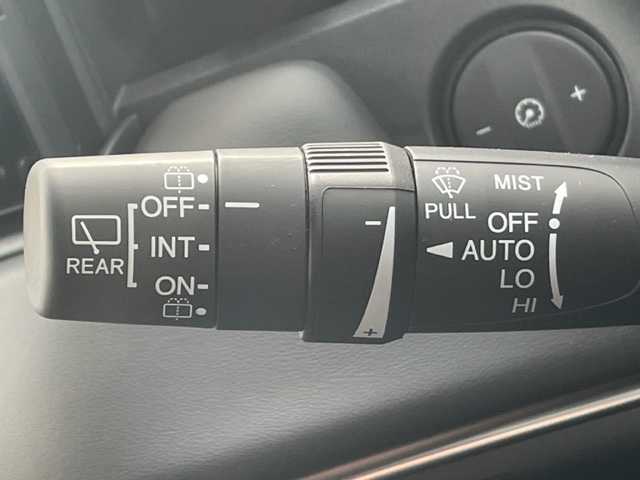 REAR
OFF
INT
ON
−
+
PULL
MIST
OFF
AUTO
LO
HI
+
−